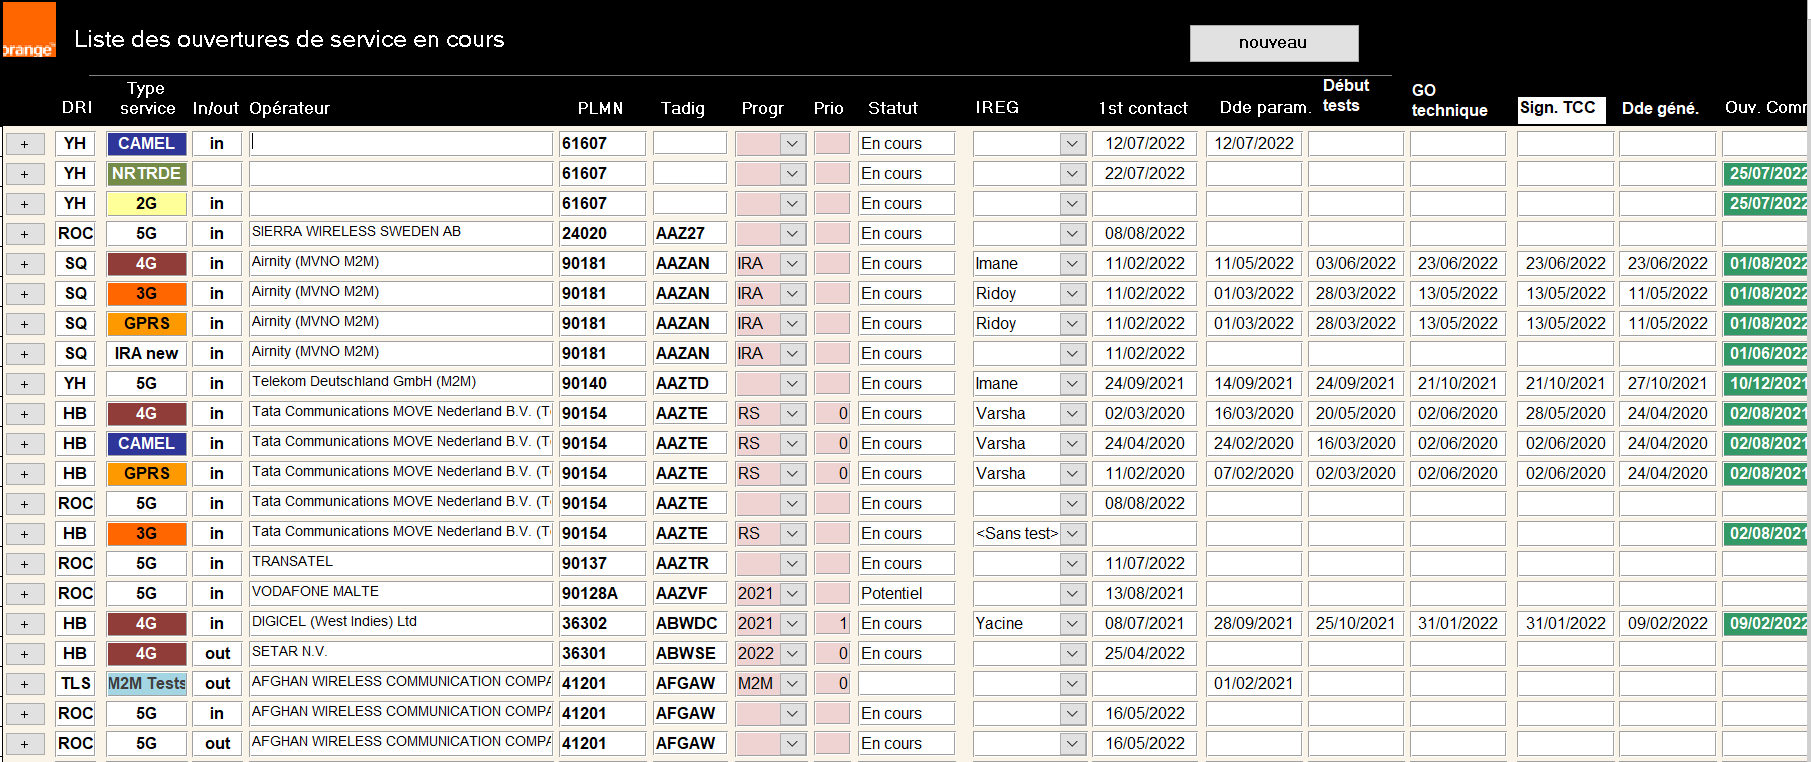 orange™
Liste des ouvertures de service en cours
nouveau
DRI Type service In/out Opérateur PLMN Tadig Progr Prio Statut IREG 1st contact Dde param. Début tests GO technique Sign. TCC Dde géné. Ouv. Comm
+ YH CAMEL in 61607 En cours 12/07/2022 12/07/2022
+ YH NRTRDE 61607 En cours 22/07/2022 25/07/2022
+ YH 2G in 61607 En cours 25/07/2022
+ ROC 5G in SIERRA WIRELESS SWEDEN AB 24020 AAZ27 En cours 08/08/2022
+ SQ 4G in Airnity (MVNO M2M) 90181 AAZAN IRA En cours Imane 11/02/2022 11/05/2022 03/06/2022 23/06/2022 23/06/2022 23/06/2022 01/08/2022
+ SQ 3G in Airnity (MVNO M2M) 90181 AAZAN IRA En cours Ridoy 11/02/2022 01/03/2022 28/03/2022 13/05/2022 13/05/2022 11/05/2022 01/08/2022
+ SQ GPRS in Airnity (MVNO M2M) 90181 AAZAN IRA En cours Ridoy 11/02/2022 01/03/2022 28/03/2022 13/05/2022 13/05/2022 11/05/2022 01/08/2022
+ SQ IRA new in Airnity (MVNO M2M) 90181 AAZAN IRA En cours 11/02/2022 01/06/2022
+ YH 5G in Telekom Deutschland GmbH (M2M) 90140 AAZTD En cours Imane 24/09/2021 14/09/2021 24/09/2021 21/10/2021 21/10/2021 27/10/2021 10/12/2021
+ HB 4G in Tata Communications MOVE Nederland B.V. (T 90154 AAZTE RS 0 En cours Varsha 02/03/2020 16/03/2020 20/05/2020 02/06/2020 28/05/2020 24/04/2020 02/08/2021
+ HB CAMEL in Tata Communications MOVE Nederland B.V. (T 90154 AAZTE RS 0 En cours Varsha 24/04/2020 24/02/2020 16/03/2020 02/06/2020 02/06/2020 24/04/2020 02/08/2021
+ HB GPRS in Tata Communications MOVE Nederland B.V. (T 90154 AAZTE RS 0 En cours Varsha 11/02/2020 07/02/2020 02/03/2020 02/06/2020 02/06/2020 24/04/2020 02/08/2021
+ ROC 5G in Tata Communications MOVE Nederland B.V. (T 90154 AAZTE En cours 08/08/2022
+ HB 3G in Tata Communications MOVE Nederland B.V. (T 90154 AAZTE RS En cours <Sans test> 02/08/2021
+ ROC 5G in TRANSATEL 90137 AAZTR En cours 11/07/2022
+ ROC 5G in VODAFONE MALTE 90128A AAZVF 2021 Potentiel 13/08/2021
+ HB 4G in DIGICEL (West Indies) Ltd 36302 ABWDC 2021 1 En cours Yacine 08/07/2021 28/09/2021 25/10/2021 31/01/2022 31/01/2022 09/02/2022 09/02/2022
+ HB 4G out SETAR N.V. 36301 ABWSE 2022 0 En cours 25/04/2022
+ TLS M2M Tests out AFGHAN WIRELESS COMMUNICATION COMPA 41201 AFGAW M2M 0 01/02/2021
+ ROC 5G in AFGHAN WIRELESS COMMUNICATION COMPA 41201 AFGAW En cours 16/05/2022
+ ROC 5G out AFGHAN WIRELESS COMMUNICATION COMPA 41201 AFGAW En cours 16/05/2022